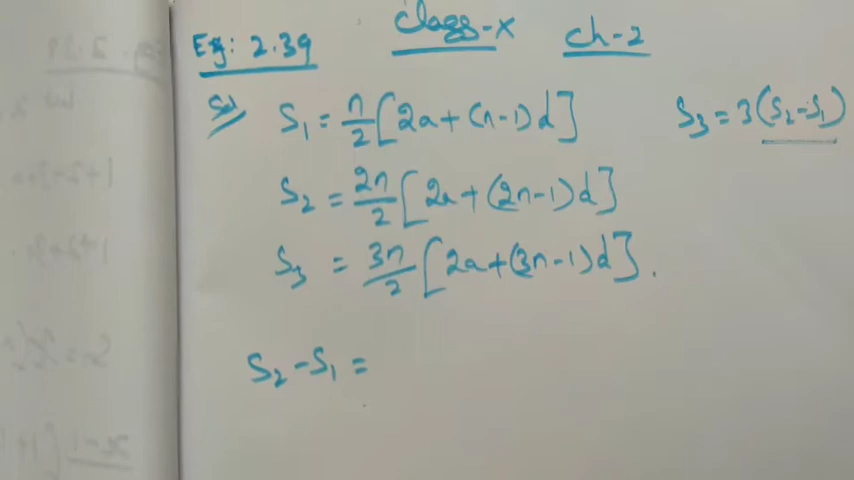 Eg: 2.39 Class-X Ch-2
Sol S₁ = n/2 [2a+(n-1)d] S₃ = 3(S₂-S₁)
S₂ = 2n/2 [2a+(2n-1)d]
S₃ = 3n/2 [2a+(3n-1)d].
S₂-S₁ =